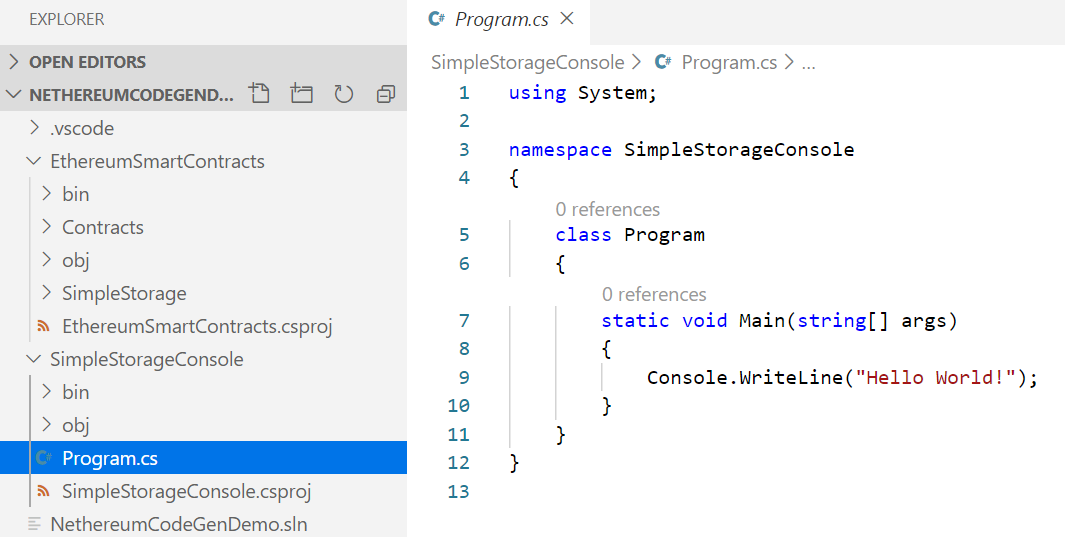 EXPLORER
OPEN EDITORS
NETHEREUMCODEGEND...
.vscode
EthereumSmartContracts
bin
Contracts
obj
SimpleStorage
EthereumSmartContracts.csproj
SimpleStorageConsole
bin
obj
C# Program.cs
SimpleStorageConsole.csproj
NethereumCodeGenDemo.sln
C# Program.cs ×
SimpleStorageConsole > C# Program.cs > ...
1 using System;
2
3 namespace SimpleStorageConsole
4 {
0 references
5 class Program
6 {
0 references
7 static void Main(string[] args)
8 {
9 Console.WriteLine("Hello World!");
10 }
11 }
12 }
13